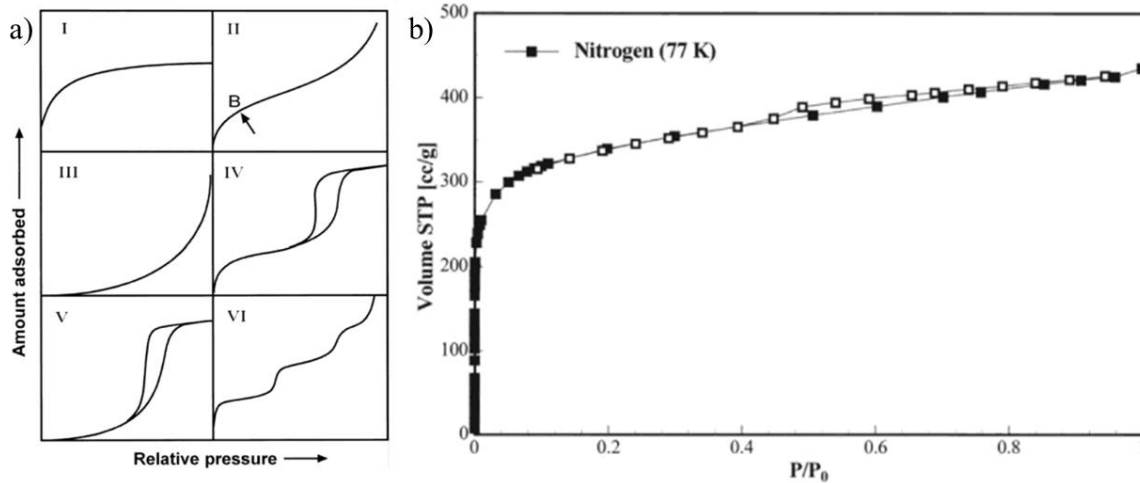 a)
I
II
B
III
IV
V
VI
Amount adsorbed
Relative pressure
b)
Nitrogen (77 K)
500
400
300
200
100
0
Volume STP [cc/g]
0 0.2 0.4 0.6 0.8
P/P₀